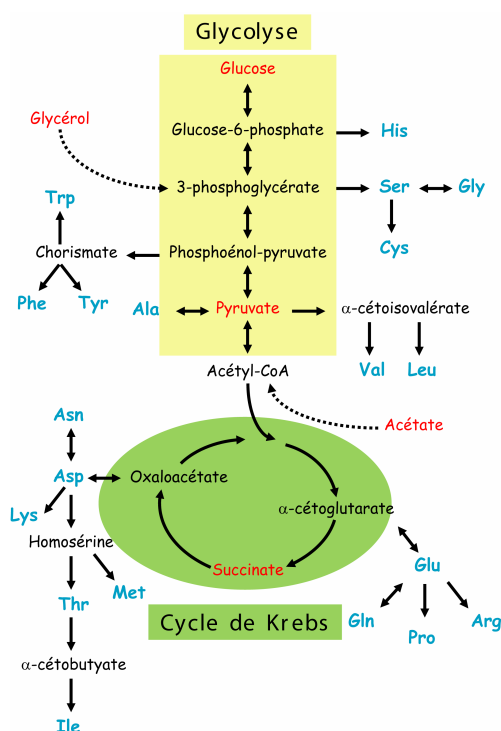 Glycolyse
Glucose
Glycérol
Glucose-6-phosphate
His
3-phosphoglycérate
Ser
Gly
Trp
Cys
Chorismate
Phosphoénol-pyruvate
Phe
Tyr
Ala
Pyruvate
α-cétoisovalérate
Val
Leu
Acétyl-CoA
Acétate
Asn
Asp
Oxaloacétate
α-cétoglutarate
Lys
Homosérine
Succinate
Glu
Met
Thr
Cycle de Krebs
Gln
Pro
Arg
α-cétobutyate
Ile